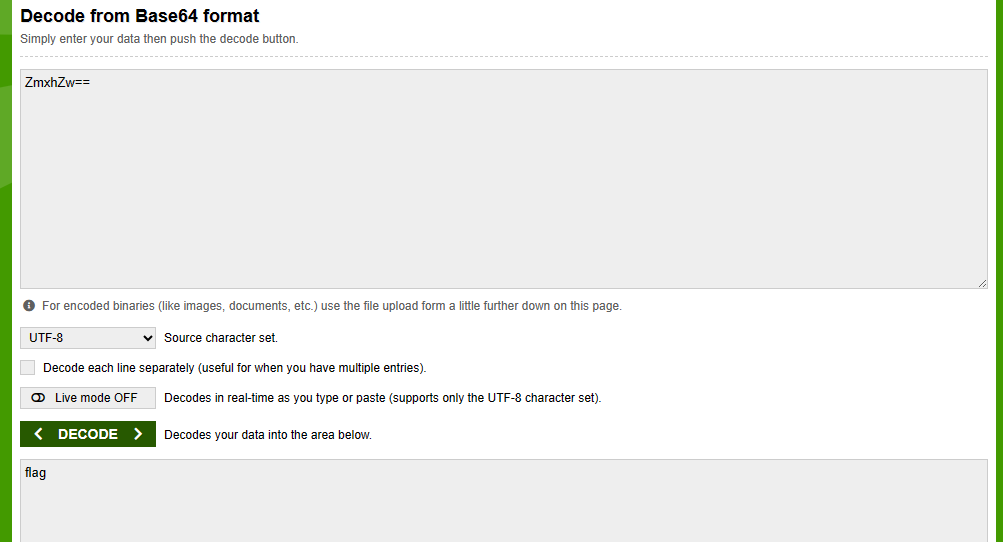 Decode from Base64 format
Simply enter your data then push the decode button.
ZmxhZw==
For encoded binaries (like images, documents, etc.) use the file upload form a little further down on this page.
UTF-8 Source character set.
Decode each line separately (useful for when you have multiple entries).
Live mode OFF Decodes in real-time as you type or paste (supports only the UTF-8 character set).
< DECODE > Decodes your data into the area below.
flag